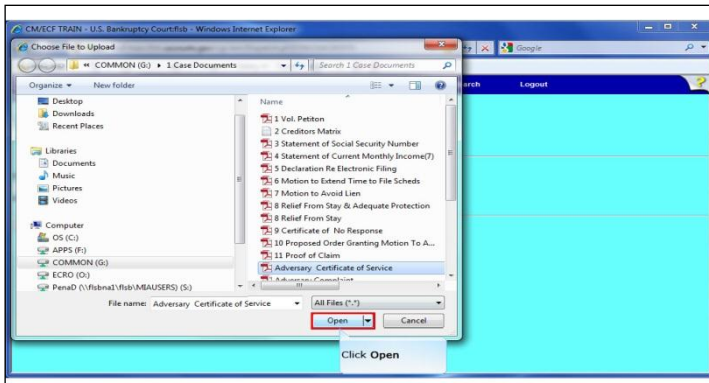 CM/ECF TRAIN - U.S. Bankruptcy Court:flsb - Windows Internet Explorer
Choose File to Upload
Google
« COMMON (G:) ▸ 1 Case Documents
Search 1 Case Documents
Organize
New folder
Logout
Desktop
Downloads
Recent Places
Libraries
Documents
Music
Pictures
Videos
Computer
OS (C:)
APPS (F:)
COMMON (G:)
ECRO (O:)
PenaD (\\flsbna1\flsb\MIAUSERS) (S:)
Name
1 Vol. Petiton
2 Creditors Matrix
3 Statement of Social Security Number
4 Statement of Current Monthly Income(7)
5 Declaration Re Electronic Filing
6 Motion to Extend Time to File Scheds
7 Motion to Avoid Lien
8 Relief From Stay & Adequate Protection
8 Relief From Stay
9 Certificate of No Response
10 Proposed Order Granting Motion To A...
11 Proof of Claim
Adversary Certificate of Service
Adversary Complaint
File name: Adversary Certificate of Service
All Files (*.*)
Open
Cancel
Click Open